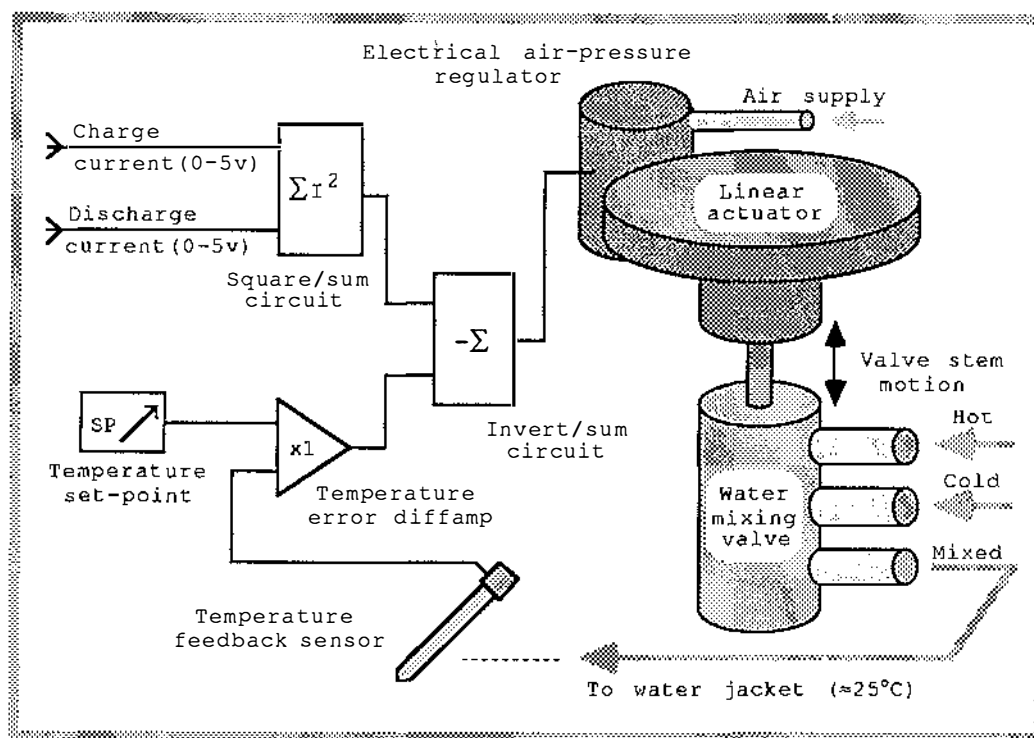 Electrical air-pressure
regulator
Air supply
Charge
current(0-5v)
ΣI²
Linear
actuator
Discharge
current(0-5v)
Square/sum
circuit
-Σ
Valve stem
motion
SP
x1
Hot
Temperature
set-point
Invert/sum
circuit
Cold
Temperature
error diffamp
Water
mixing
valve
Mixed
Temperature
feedback sensor
To water jacket (≈25°C)